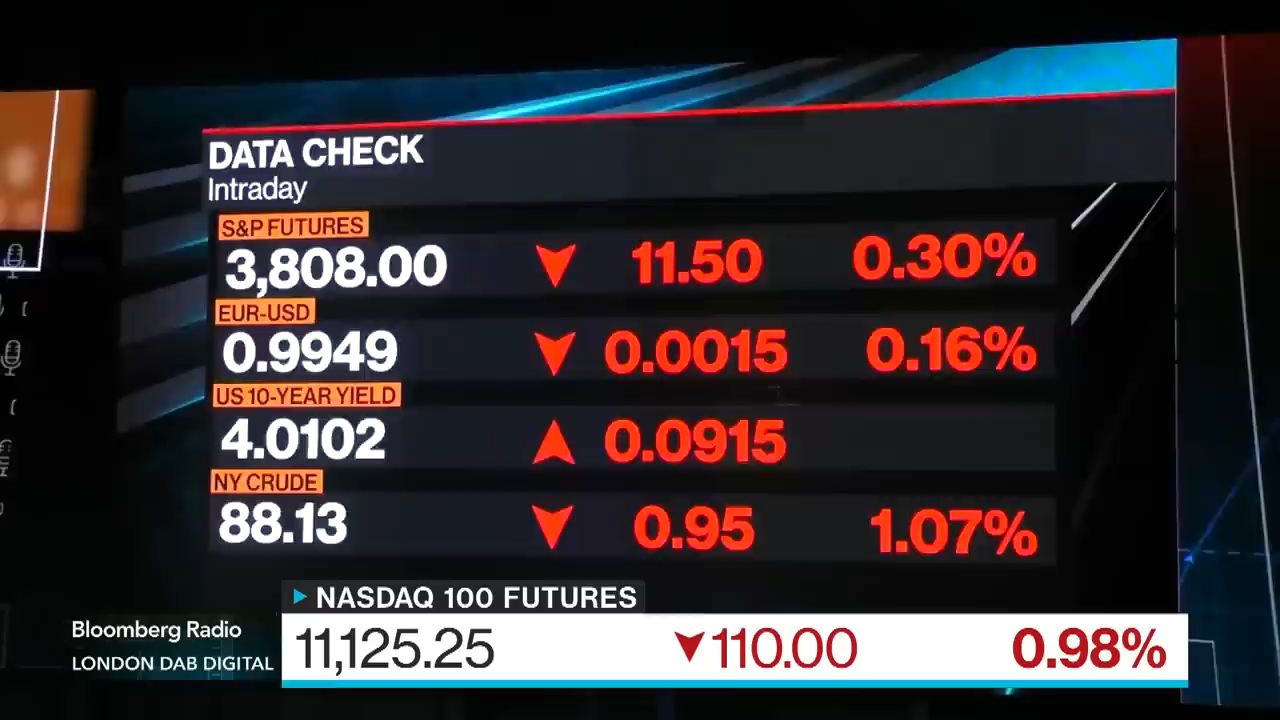 DATA CHECK
Intraday
S&P FUTURES
3,808.00 ▼ 11.50 0.30%
EUR-USD
0.9949 ▼ 0.0015 0.16%
US 10-YEAR YIELD
4.0102 ▲ 0.0915
NY CRUDE
88.13 ▼ 0.95 1.07%
NASDAQ 100 FUTURES
Bloomberg Radio
LONDON DAB DIGITAL
11,125.25 ▼110.00 0.98%